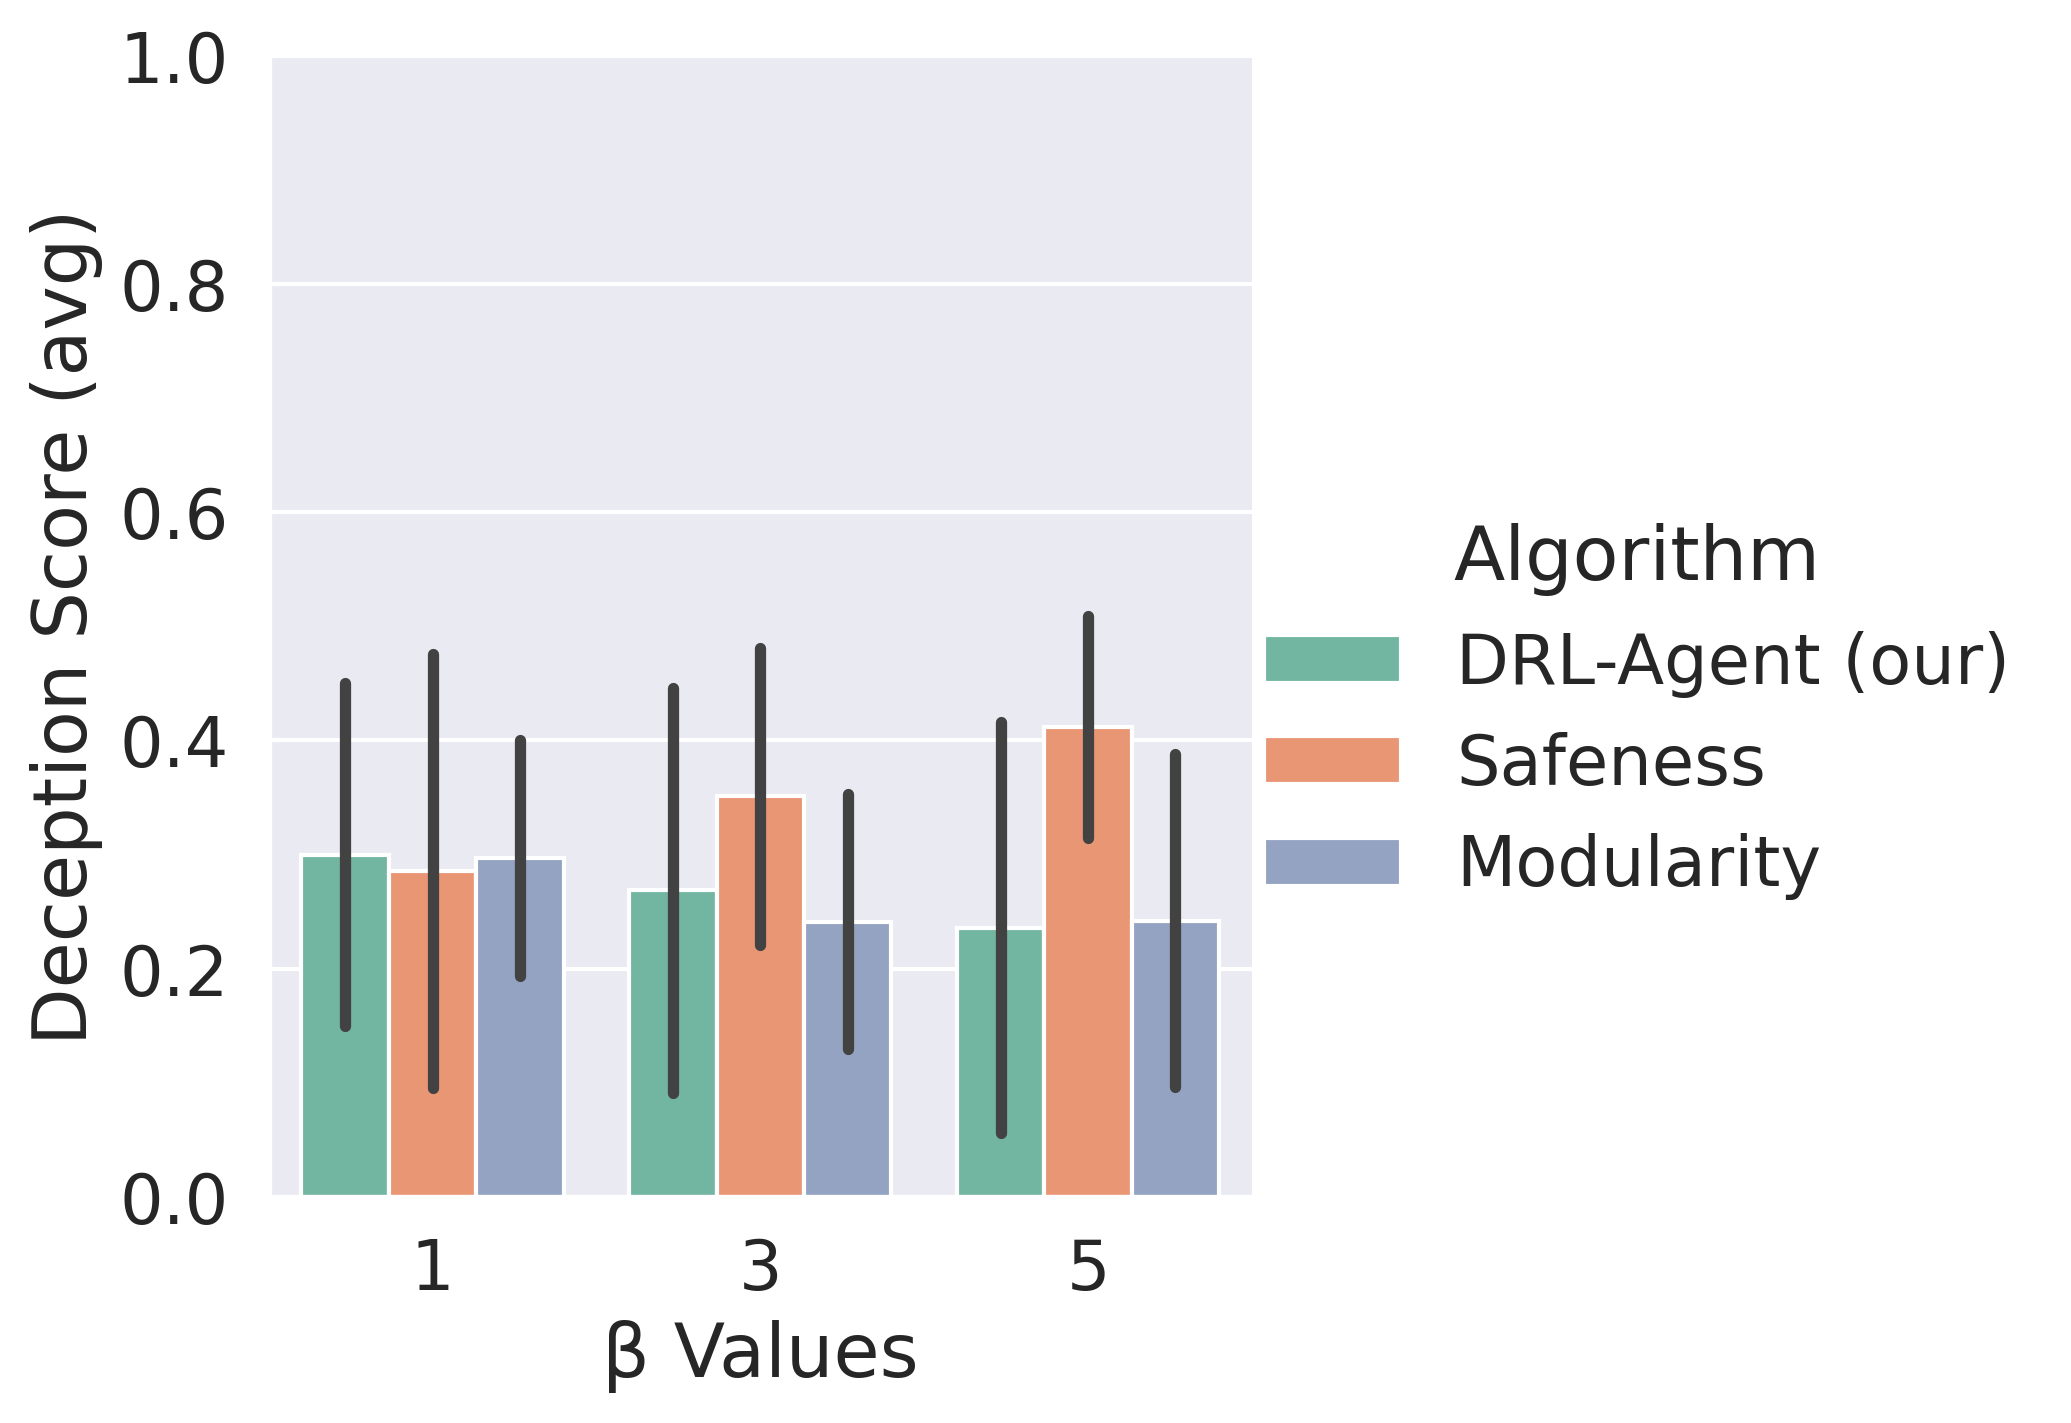 1.0
0.8
0.6
0.4
0.2
0.0
Deception Score (avg)
1
3
5
β Values
Algorithm
DRL-Agent (our)
Safeness
Modularity